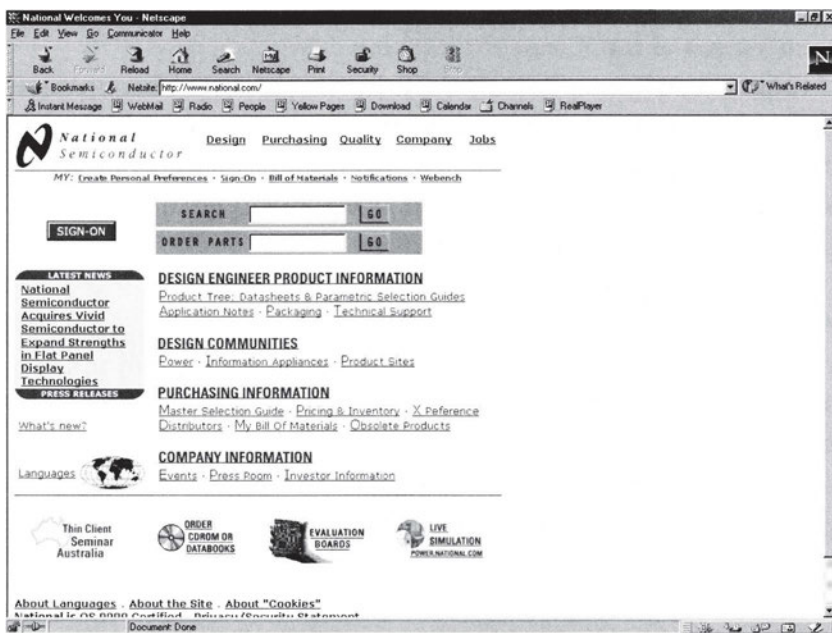 National Welcomes You - Netscape
File Edit View Go Communicator Help
Back Forward Reload Home Search Netscape Print Security Shop Stop
Bookmarks Netsite: http://www.national.com/ What's Related
Instant Message WebMail Radio People Yellow Pages Download Calendar Channels RealPlayer
National
Semiconductor
Design Purchasing Quality Company Jobs
MY: Create Personal Preferences · Sign-On · Bill of Materials · Notifications · Webench
SIGN-ON
SEARCH GO
ORDER PARTS GO
LATEST NEWS
National
Semiconductor
Acquires Vivid
Semiconductor to
Expand Strengths
in Flat Panel
Display
Technologies
PRESS RELEASES
What's new?
Languages
DESIGN ENGINEER PRODUCT INFORMATION
Product Tree: Datasheets & Parametric Selection Guides
Application Notes · Packaging · Technical Support
DESIGN COMMUNITIES
Power · Information Appliances · Product Sites
PURCHASING INFORMATION
Master Selection Guide · Pricing & Inventory · X Reference
Distributors · My Bill Of Materials · Obsolete Products
COMPANY INFORMATION
Events · Press Room · Investor Information
Thin Client
Seminar
Australia
ORDER
CDROM OR
DATABOOKS
EVALUATION
BOARDS
LIVE
SIMULATION
POWER.NATIONAL.COM
About Languages . About the Site . About "Cookies"
National is QS 9000 Certified . Privacy/Security Statement
Document: Done